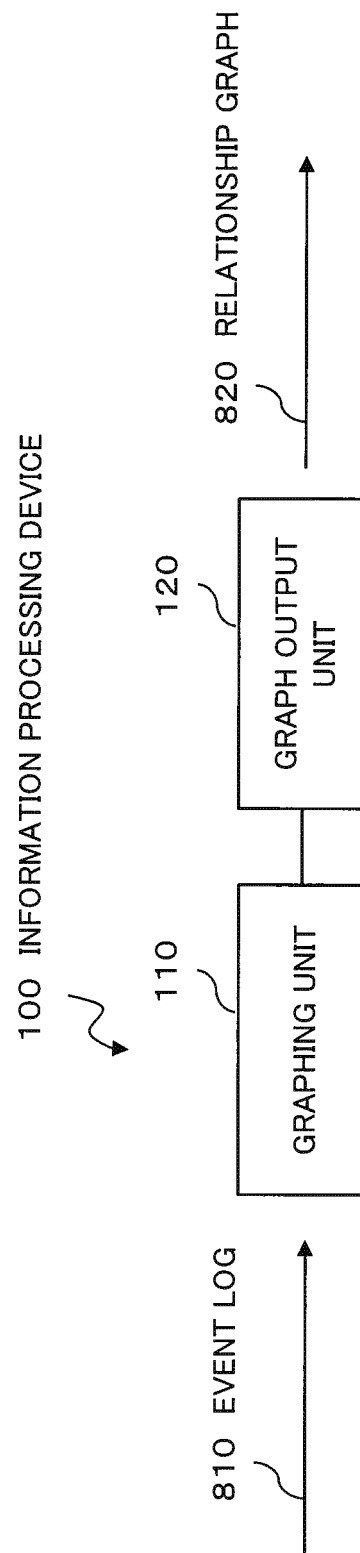 100 INFORMATION PROCESSING DEVICE
810 EVENT LOG
110
GRAPHING UNIT
120
GRAPH OUTPUT
UNIT
820 RELATIONSHIP GRAPH